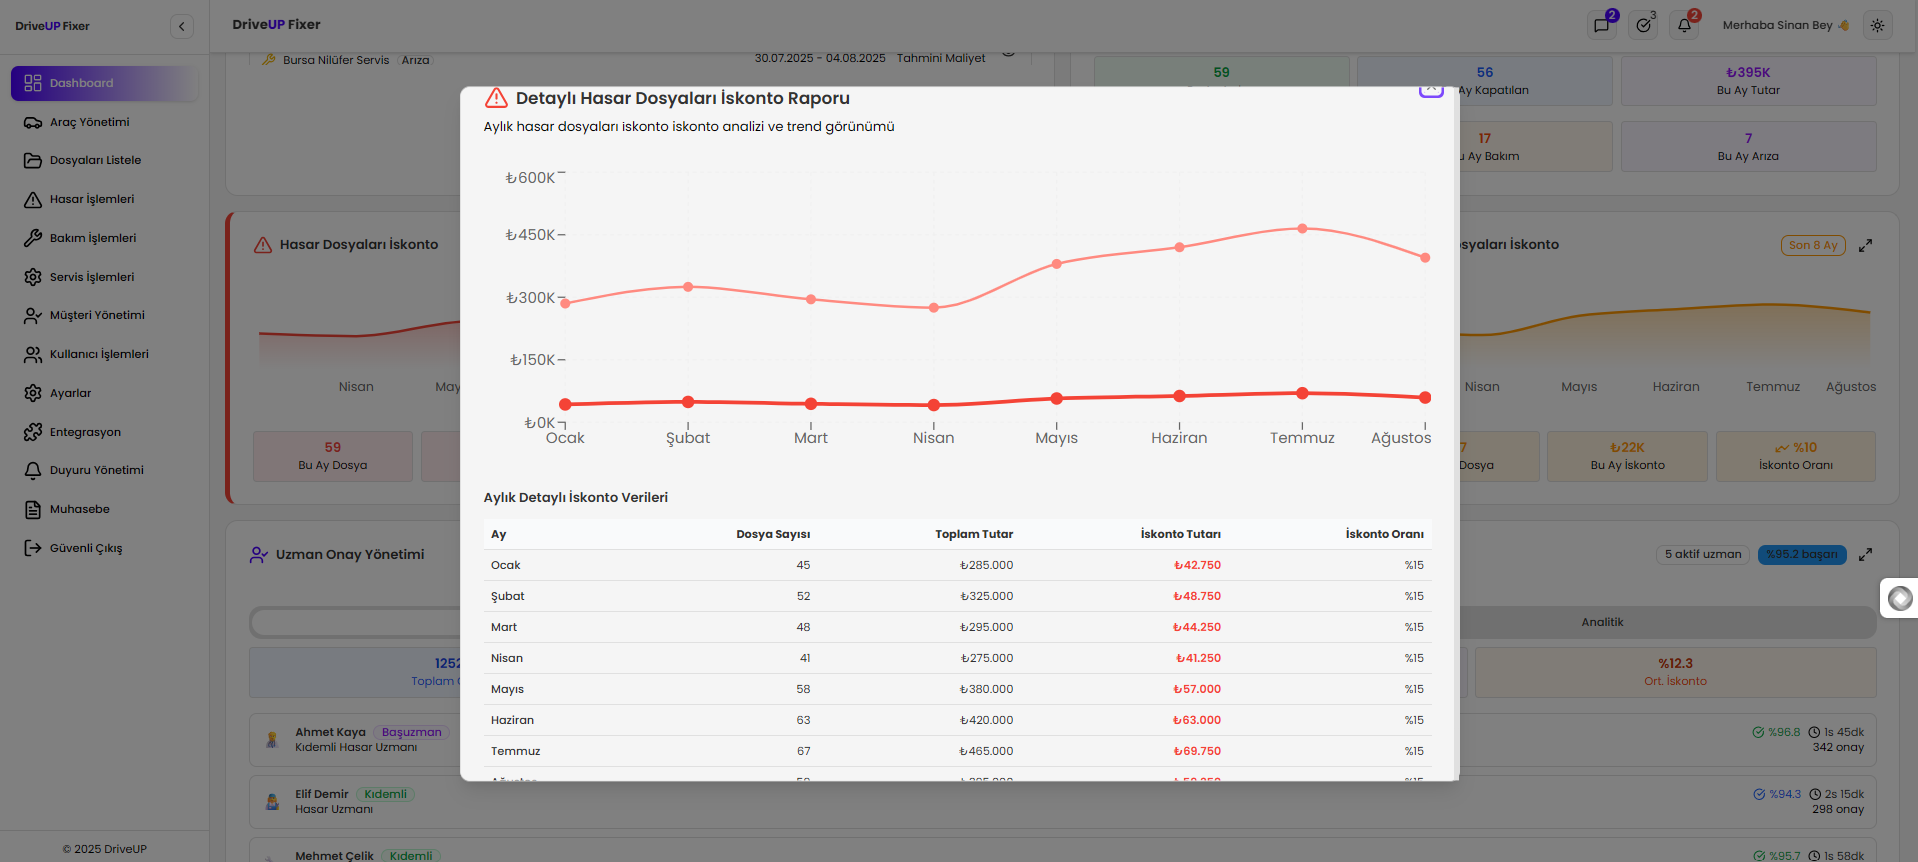 DriveUP Fixer
Dashboard
Araç Yönetimi
Dosyaları Listele
Hasar İşlemleri
Bakım İşlemleri
Servis İşlemleri
Müşteri Yönetimi
Kullanıcı İşlemleri
Ayarlar
Entegrasyon
Duyuru Yönetimi
Muhasebe
Güvenli Çıkış
© 2025 DriveUP
DriveUP Fixer
2
3
2
Merhaba Sinan Bey
Bursa Nilüfer Servis Arıza
30.07.2025 - 04.08.2025 Tahmini Maliyet
59
56
Ay Kapatılan
₺395K
Bu Ay Tutar
17
Ay Bakım
7
Bu Ay Arıza
Hasar Dosyaları İskonto
Nisan
59
Bu Ay Dosya
Detaylı Hasar Dosyaları İskonto Raporu
Aylık hasar dosyaları iskonto iskonto analizi ve trend görünümü
₺600K
₺450K
₺300K
₺150K
₺0K
Ocak Şubat Mart Nisan Mayıs Haziran Temmuz Ağustos
Aylık Detaylı İskonto Verileri
Ay Dosya Sayısı Toplam Tutar İskonto Tutarı İskonto Oranı
Ocak 45 ₺285.000 ₺42.750 %15
Şubat 52 ₺325.000 ₺48.750 %15
Mart 48 ₺295.000 ₺44.250 %15
Nisan 41 ₺275.000 ₺41.250 %15
Mayıs 58 ₺380.000 ₺57.000 %15
Haziran 63 ₺420.000 ₺63.000 %15
Temmuz 67 ₺465.000 ₺69.750 %15
İskonto
Son 8 Ay
Nisan Mayıs Haziran Temmuz Ağustos
7
Dosya
₺22K
Bu Ay İskonto
%10
İskonto Oranı
Uzman Onay Yönetimi
5 aktif uzman
%95.2 başarı
Analitik
1252
Toplam
%12.3
Ort. İskonto
Ahmet Kaya Başuzman
Kıdemli Hasar Uzmanı
%96.8 1s 45dk
342 onay
Elif Demir Kıdemli
Hasar Uzmanı
%94.3 2s 15dk
298 onay
Mehmet Çelik Kıdemli
%95.7 1s 58dk